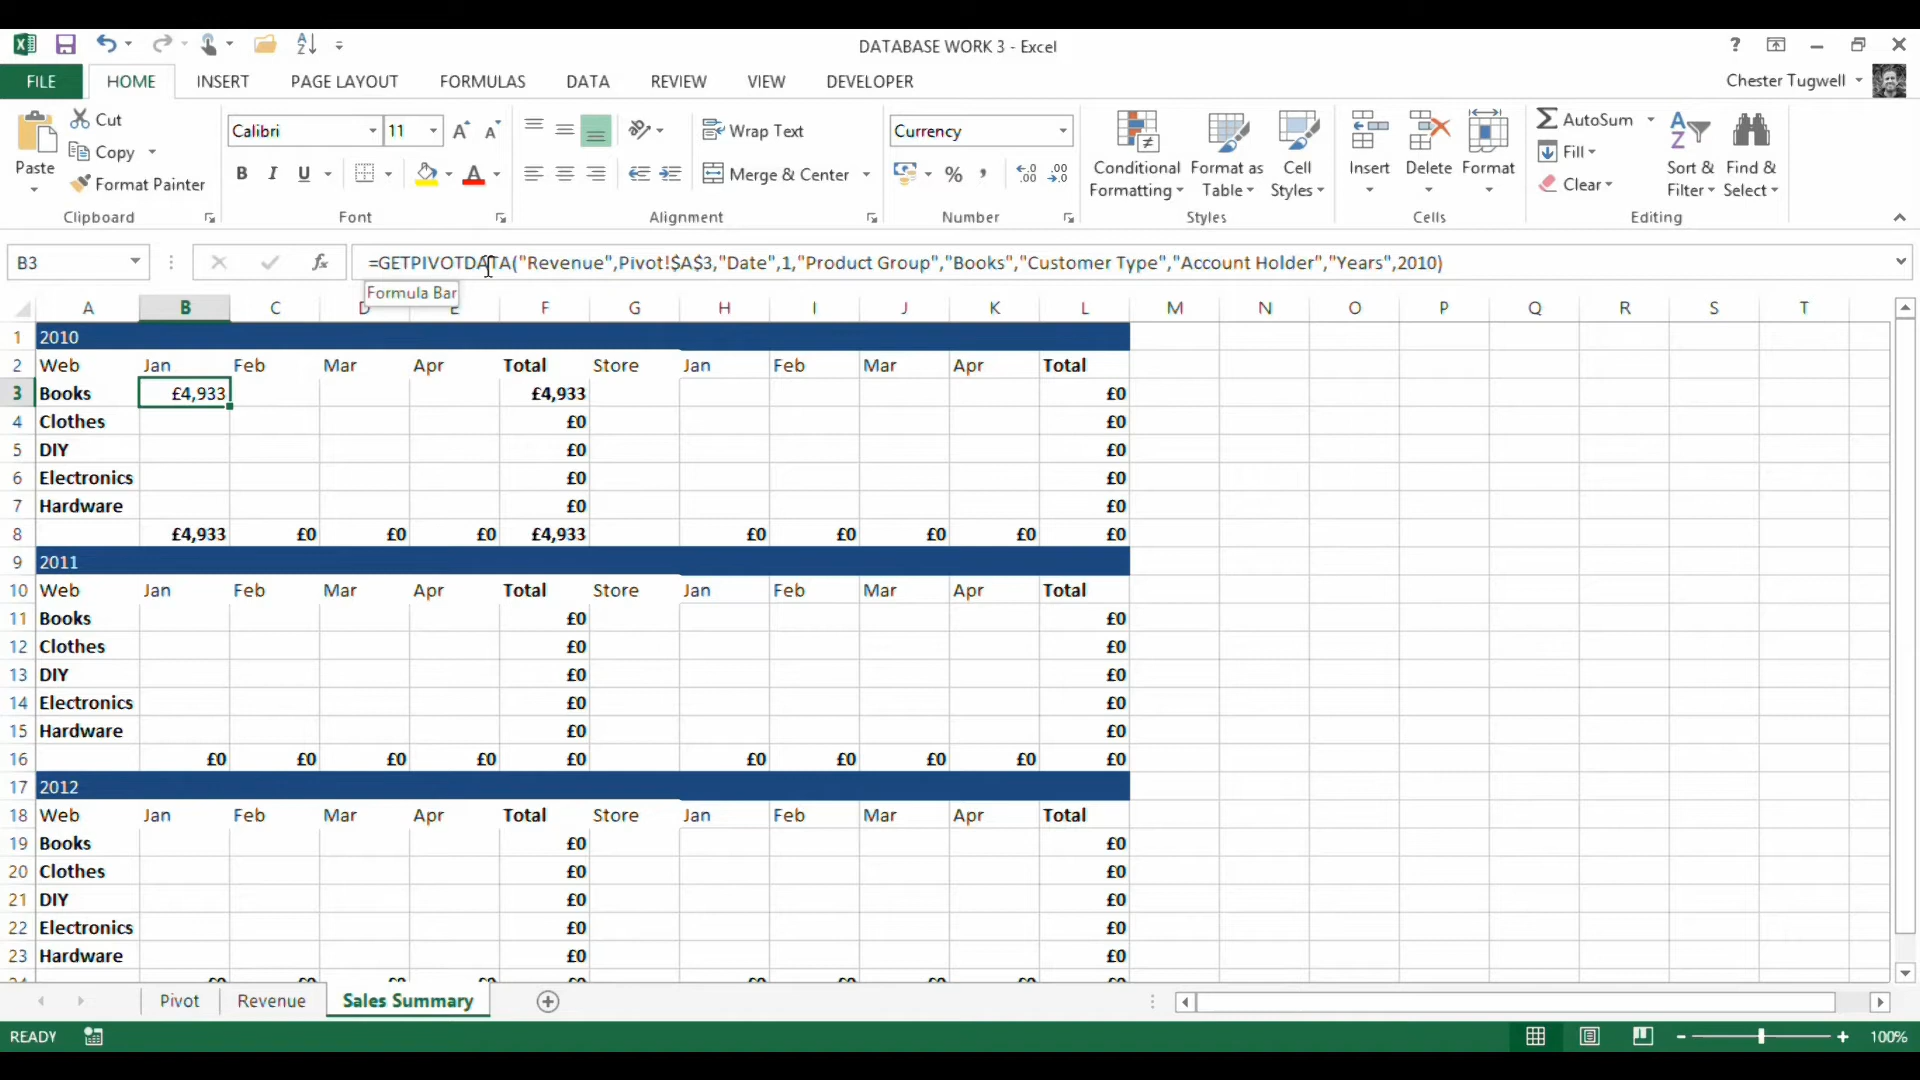 DATABASE WORK 3 - Excel
FILE HOME INSERT PAGE LAYOUT FORMULAS DATA REVIEW VIEW DEVELOPER Chester Tugwell
Cut
Copy
Format Painter
Paste
Clipboard
Calibri 11
B I U
Font
Wrap Text
Merge & Center
Alignment
Currency
%
Number
Conditional Formatting
Format as Table
Cell Styles
Styles
Insert Delete Format
Cells
AutoSum
Fill
Clear
Sort & Filter
Find & Select
Editing
B3 fx =GETPIVOTDATA("Revenue",Pivot!$A$3,"Date",1,"Product Group","Books","Customer Type","Account Holder","Years",2010)
Formula Bar
A B C D E F G H I J K L M N O P Q R S T
1 2010
2 Web Jan Feb Mar Apr Total Store Jan Feb Mar Apr Total
3 Books £4,933 £4,933 £0
4 Clothes £0 £0
5 DIY £0 £0
6 Electronics £0 £0
7 Hardware £0 £0
8 £4,933 £0 £0 £0 £4,933 £0 £0 £0 £0 £0
9 2011
10 Web Jan Feb Mar Apr Total Store Jan Feb Mar Apr Total
11 Books £0 £0
12 Clothes £0 £0
13 DIY £0 £0
14 Electronics £0 £0
15 Hardware £0 £0
16 £0 £0 £0 £0 £0 £0 £0 £0 £0 £0
17 2012
18 Web Jan Feb Mar Apr Total Store Jan Feb Mar Apr Total
19 Books £0 £0
20 Clothes £0 £0
21 DIY £0 £0
22 Electronics £0 £0
23 Hardware £0 £0
Pivot Revenue Sales Summary
READY 100%